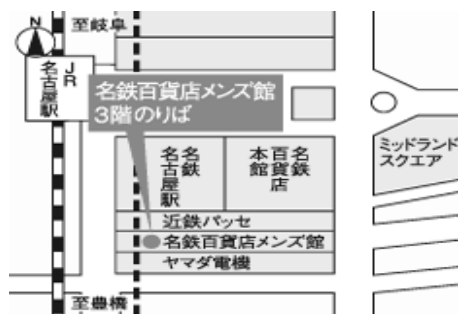 N
至岐阜
JR
名古屋駅
名鉄百貨店メンズ館
3階のりば
ミッドランド
スクエア
名鉄
名古屋駅
名鉄
百貨店
本館
近鉄パッセ
名鉄百貨店メンズ館
ヤマダ電機
至豊橋